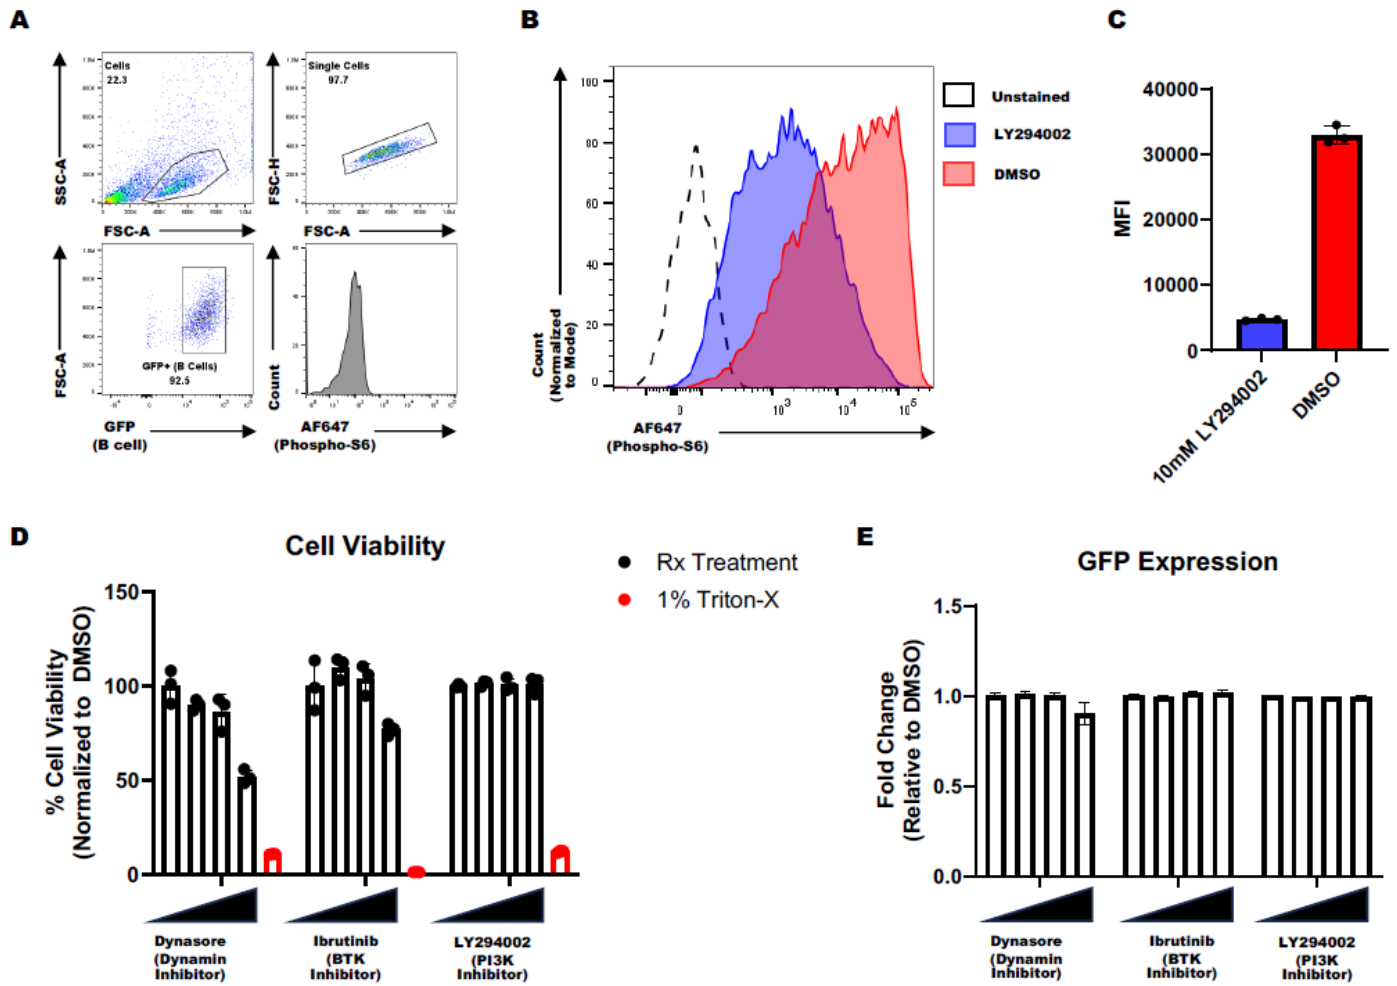 A
B
C
Cells
22.3
SSC-A
FSC-A
Single Cells
97.7
FSC-H
FSC-A
FSC-A
GFP+ (B Cells)
92.5
GFP
(B cell)
Count
AF647
(Phospho-S6)
100
80
60
40
20
0
Count
(Normalized
to Mode)
0
10³
10⁴
10⁵
AF647
(Phospho-S6)
Unstained
LY294002
DMSO
40000
30000
20000
10000
0
MFI
10mM LY294002
DMSO
D
Cell Viability
Rx Treatment
1% Triton-X
150
100
50
0
% Cell Viability
(Normalized to DMSO)
Dynasore
(Dynamin
Inhibitor)
Ibrutinib
(BTK
Inhibitor)
LY294002
(PI3K
Inhibitor)
E
GFP Expression
1.5
1.0
0.5
0.0
Fold Change
(Relative to DMSO)
Dynasore
(Dynamin
Inhibitor)
Ibrutinib
(BTK
Inhibitor)
LY294002
(PI3K
Inhibitor)